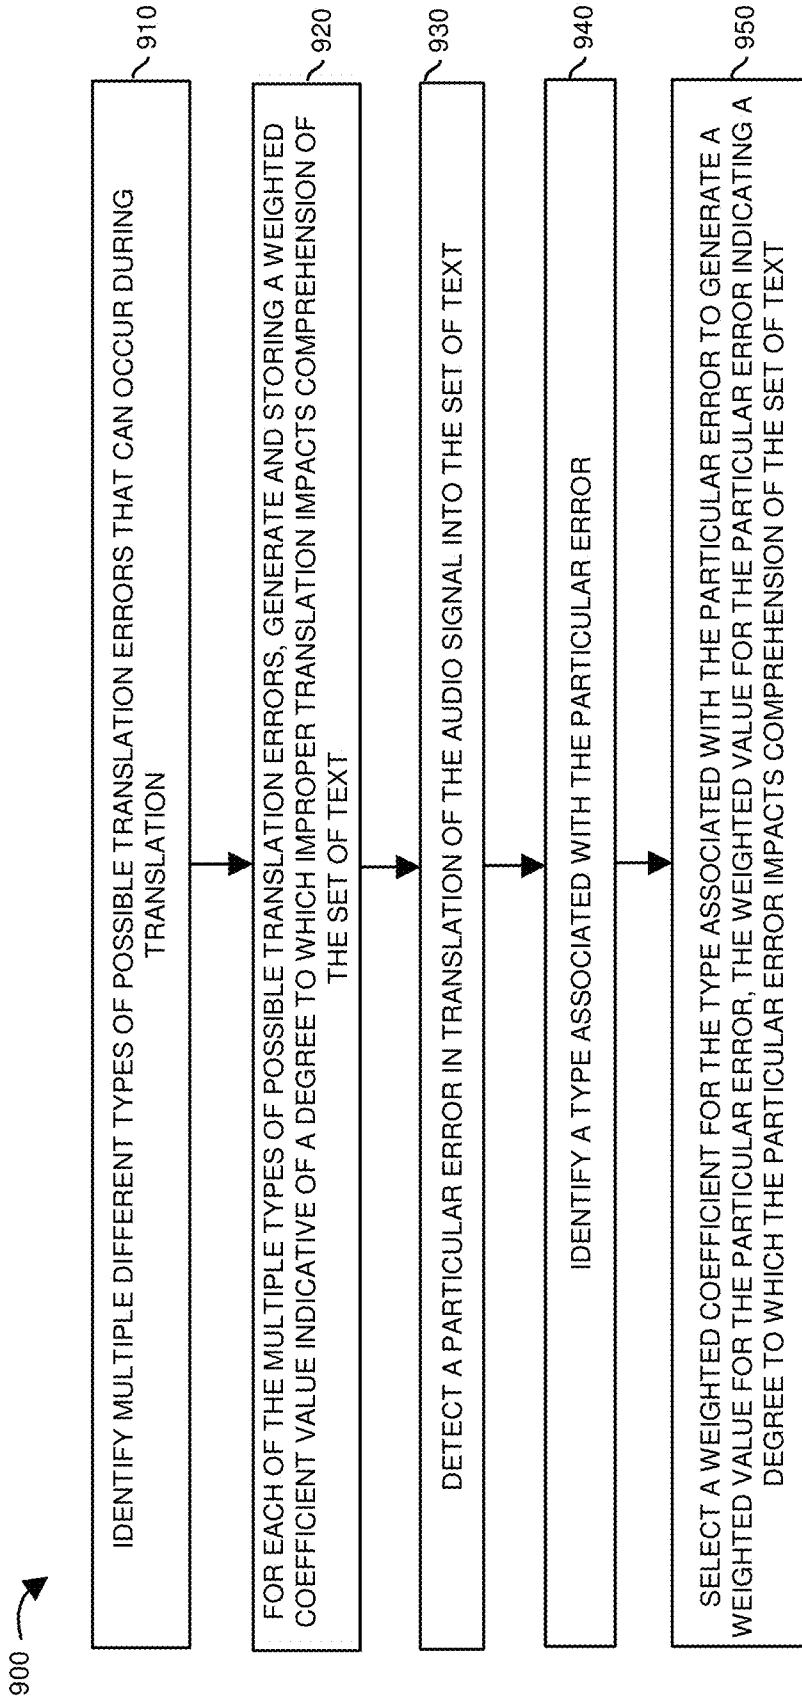 900
IDENTIFY MULTIPLE DIFFERENT TYPES OF POSSIBLE TRANSLATION ERRORS THAT CAN OCCUR DURING
TRANSLATION
910
FOR EACH OF THE MULTIPLE TYPES OF POSSIBLE TRANSLATION ERRORS, GENERATE AND STORING A WEIGHTED
COEFFICIENT VALUE INDICATIVE OF A DEGREE TO WHICH IMPROPER TRANSLATION IMPACTS COMPREHENSION OF
THE SET OF TEXT
920
DETECT A PARTICULAR ERROR IN TRANSLATION OF THE AUDIO SIGNAL INTO THE SET OF TEXT
930
IDENTIFY A TYPE ASSOCIATED WITH THE PARTICULAR ERROR
940
SELECT A WEIGHTED COEFFICIENT FOR THE TYPE ASSOCIATED WITH THE PARTICULAR ERROR TO GENERATE A
WEIGHTED VALUE FOR THE PARTICULAR ERROR, THE WEIGHTED VALUE FOR THE PARTICULAR ERROR INDICATING A
DEGREE TO WHICH THE PARTICULAR ERROR IMPACTS COMPREHENSION OF THE SET OF TEXT
950